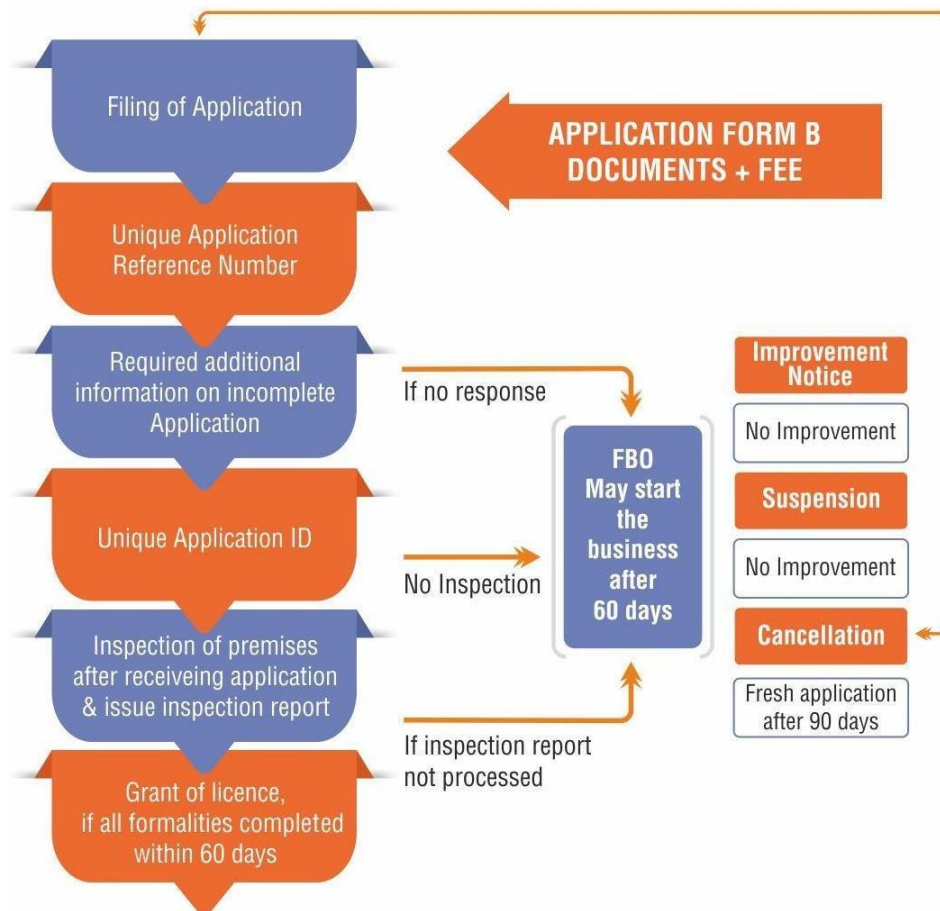 Filing of Application
APPLICATION FORM B
DOCUMENTS + FEE
Unique Application
Reference Number
Required additional
information on incomplete
Application
If no response
Unique Application ID
No Inspection
Inspection of premises
after receiveing application
& issue inspection report
If inspection report
not processed
Grant of licence,
if all formalities completed
within 60 days
FBO
May start
the
business
after
60 days
Improvement
Notice
No Improvement
Suspension
No Improvement
Cancellation
Fresh application
after 90 days